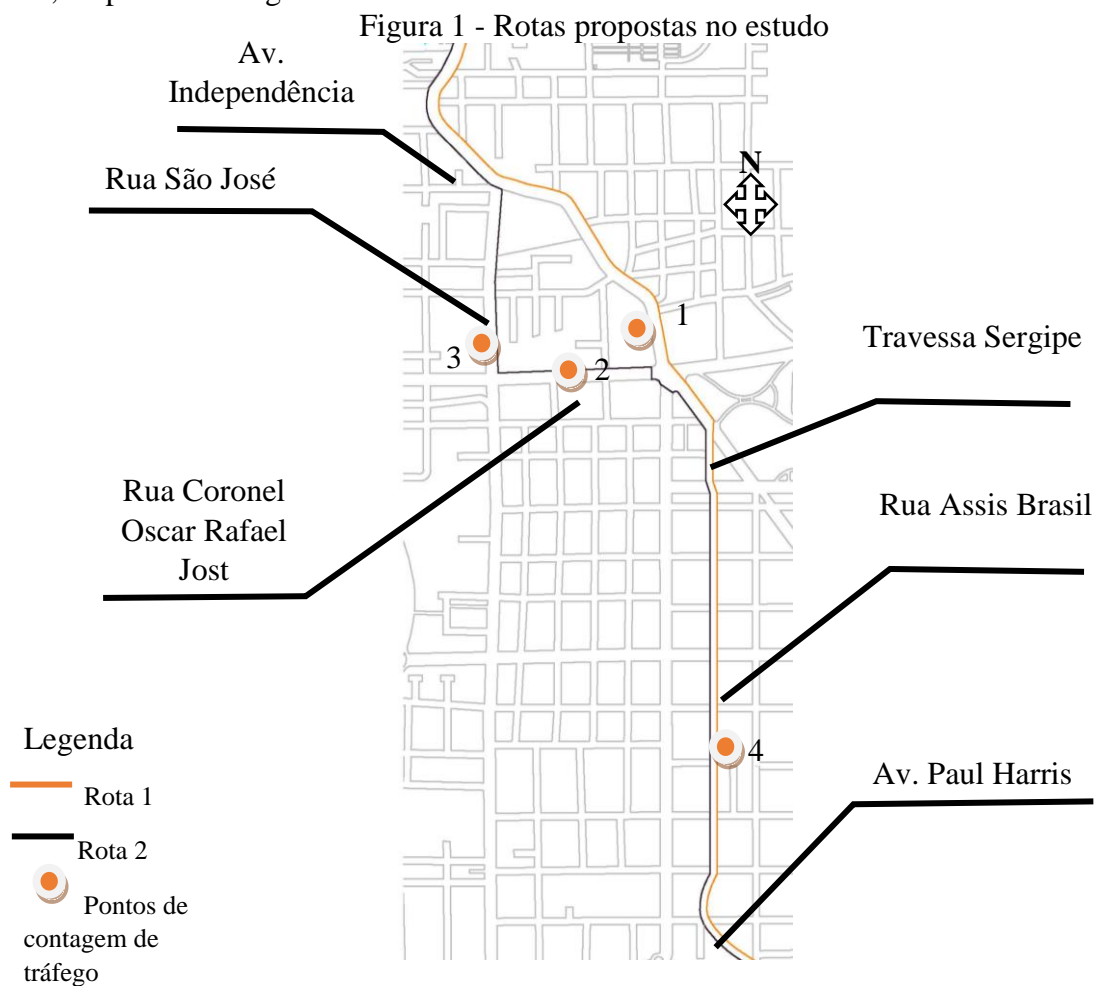 Figura 1 - Rotas propostas no estudo
Av.
Independência
N
Rua São José
1
3
2
Travessa Sergipe
Rua Coronel
Oscar Rafael
Jost
Rua Assis Brasil
4
Av. Paul Harris
Legenda
Rota 1
Rota 2
Pontos de
contagem de
tráfego